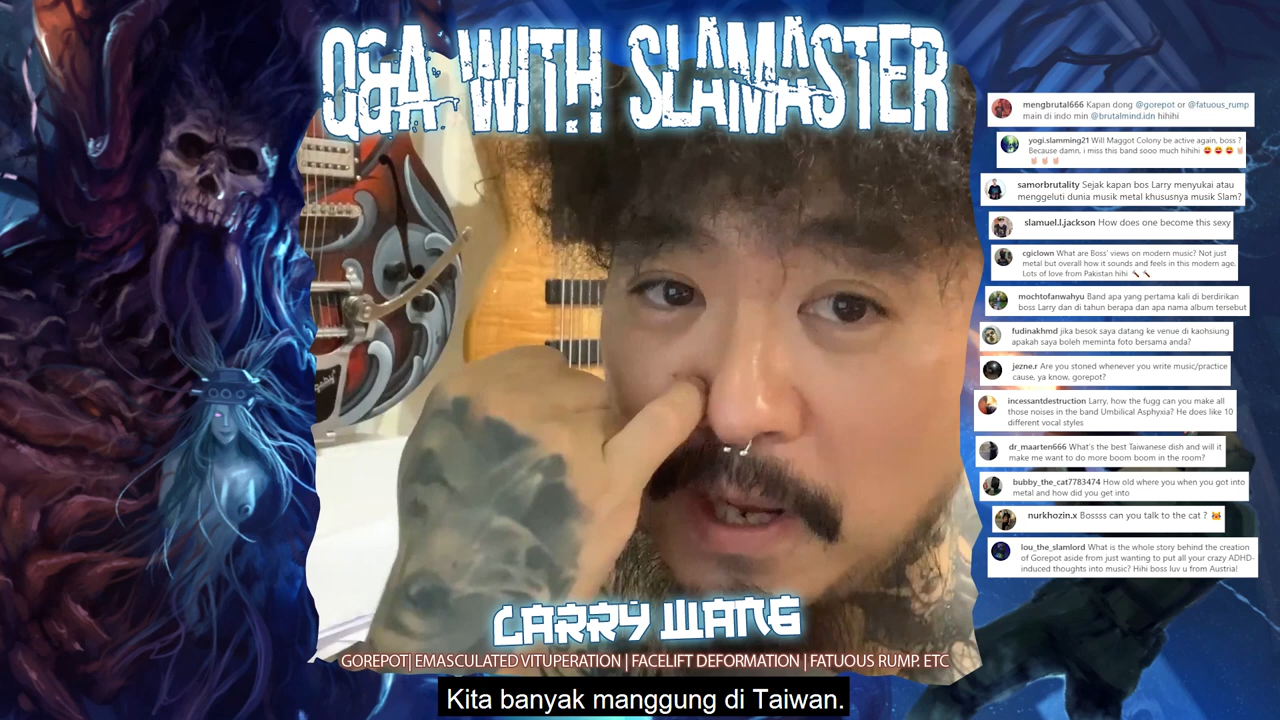 Q&A WITH SLAMASTER
mengbrutal666 Kapan dong @gorepot or @fatuous_rump
main di indo min @brutalmind.idn hihihi
yogi.slamming21 Will Maggot Colony be active again, boss ?
Because damn, i miss this band sooo much hihihi 😍 😍 😍 🤘
🤘 🤘 🤘
samorbrutality Sejak kapan bos Larry menyukai atau
menggeluti dunia musik metal khususnya musik Slam?
slamuel.l.jackson How does one become this sexy
cgiclown What are Boss' views on modern music? Not just
metal but overall how it sounds and feels in this modern age.
Lots of love from Pakistan hihi
mochtofanwahyu Band apa yang pertama kali di berdirikan
boss Larry dan di tahun berapa dan apa nama album tersebut
fudinakhmd jika besok saya datang ke venue di kaohsiung
apakah saya boleh meminta foto bersama anda?
jezne.r Are you stoned whenever you write music/practice
cause, ya know, gorepot?
incessantdestruction Larry, how the fugg can you make all
those noises in the band Umbilical Asphyxia? He does like 10
different vocal styles
dr_maarten666 What's the best Taiwanese dish and will it
make me want to do more boom boom in the room?
bubby_the_cat7783474 How old where you when you got into
metal and how did you get into
nurkhozin.x Bossss can you talk to the cat ? 🐱
lou_the_slamlord What is the whole story behind the creation
of Gorepot aside from just wanting to put all your crazy ADHD-
induced thoughts into music? Hihi boss luv u from Austria!
LARRY WANG
GOREPOT| EMASCULATED VITUPERATION | FACELIFT DEFORMATION | FATUOUS RUMP. ETC
Kita banyak manggung di Taiwan.